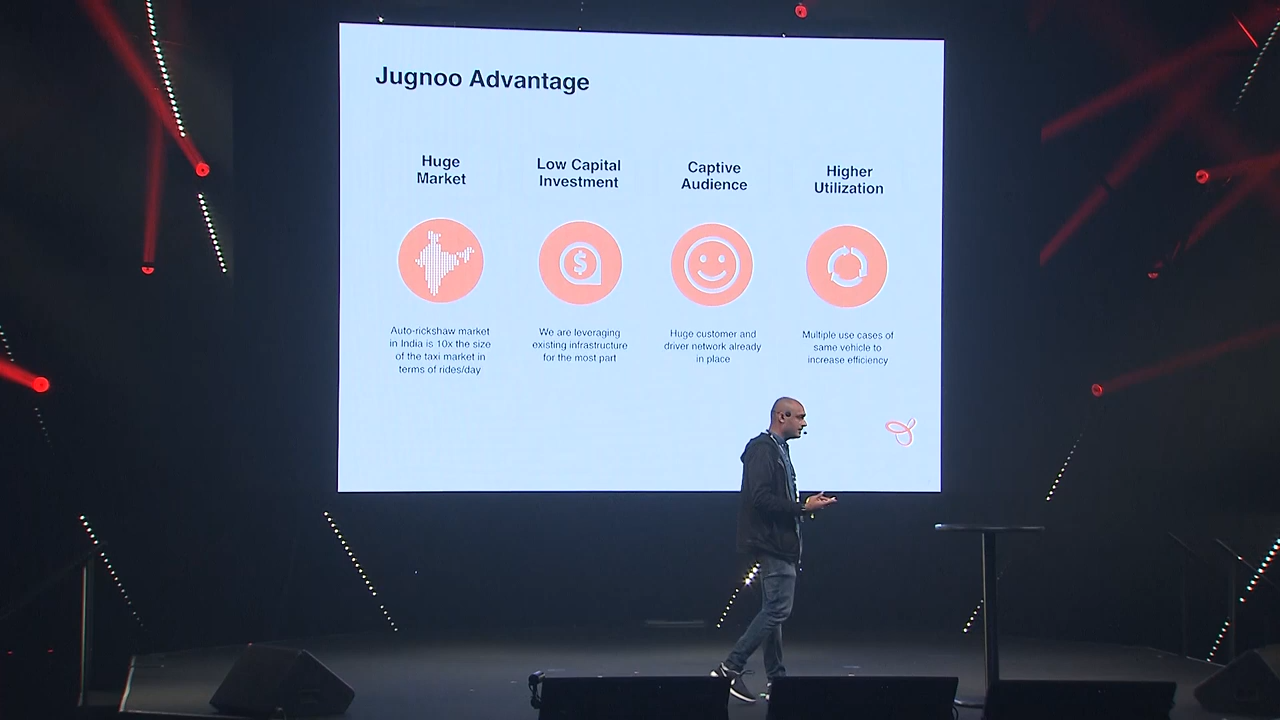 Jugnoo Advantage
Huge
Market
Auto-rickshaw market
in India is 10x the size
of the taxi market in
terms of rides/day
Low Capital
Investment
$
We are leveraging
existing infrastructure
for the most part
Captive
Audience
Huge customer and
driver network already
in place
Higher
Utilization
Multiple use cases of
same vehicle to
increase efficiency